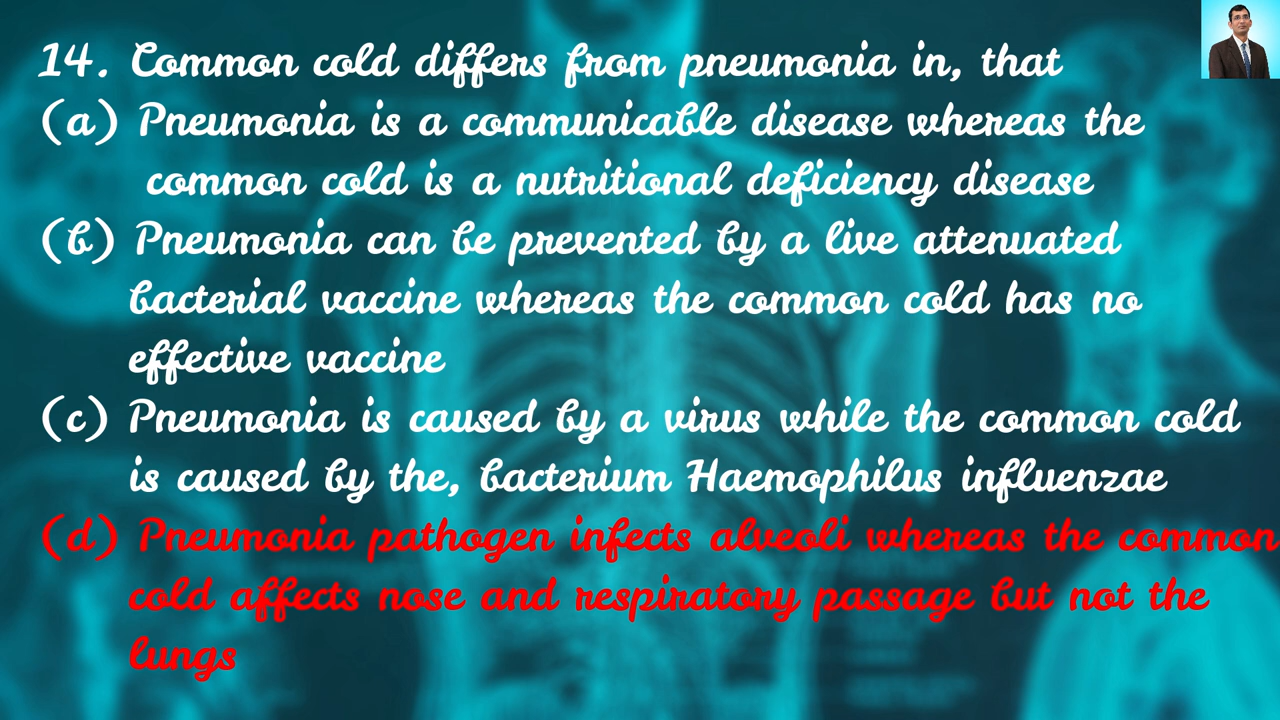 14. Common cold differs from pneumonia in, that
(a) Pneumonia is a communicable disease whereas the
common cold is a nutritional deficiency disease
(b) Pneumonia can be prevented by a live attenuated
bacterial vaccine whereas the common cold has no
effective vaccine
(c) Pneumonia is caused by a virus while the common cold
is caused by the, bacterium Haemophilus influenzae
(d) Pneumonia pathogen infects alveoli whereas the common
cold affects nose and respiratory passage but not the
lungs